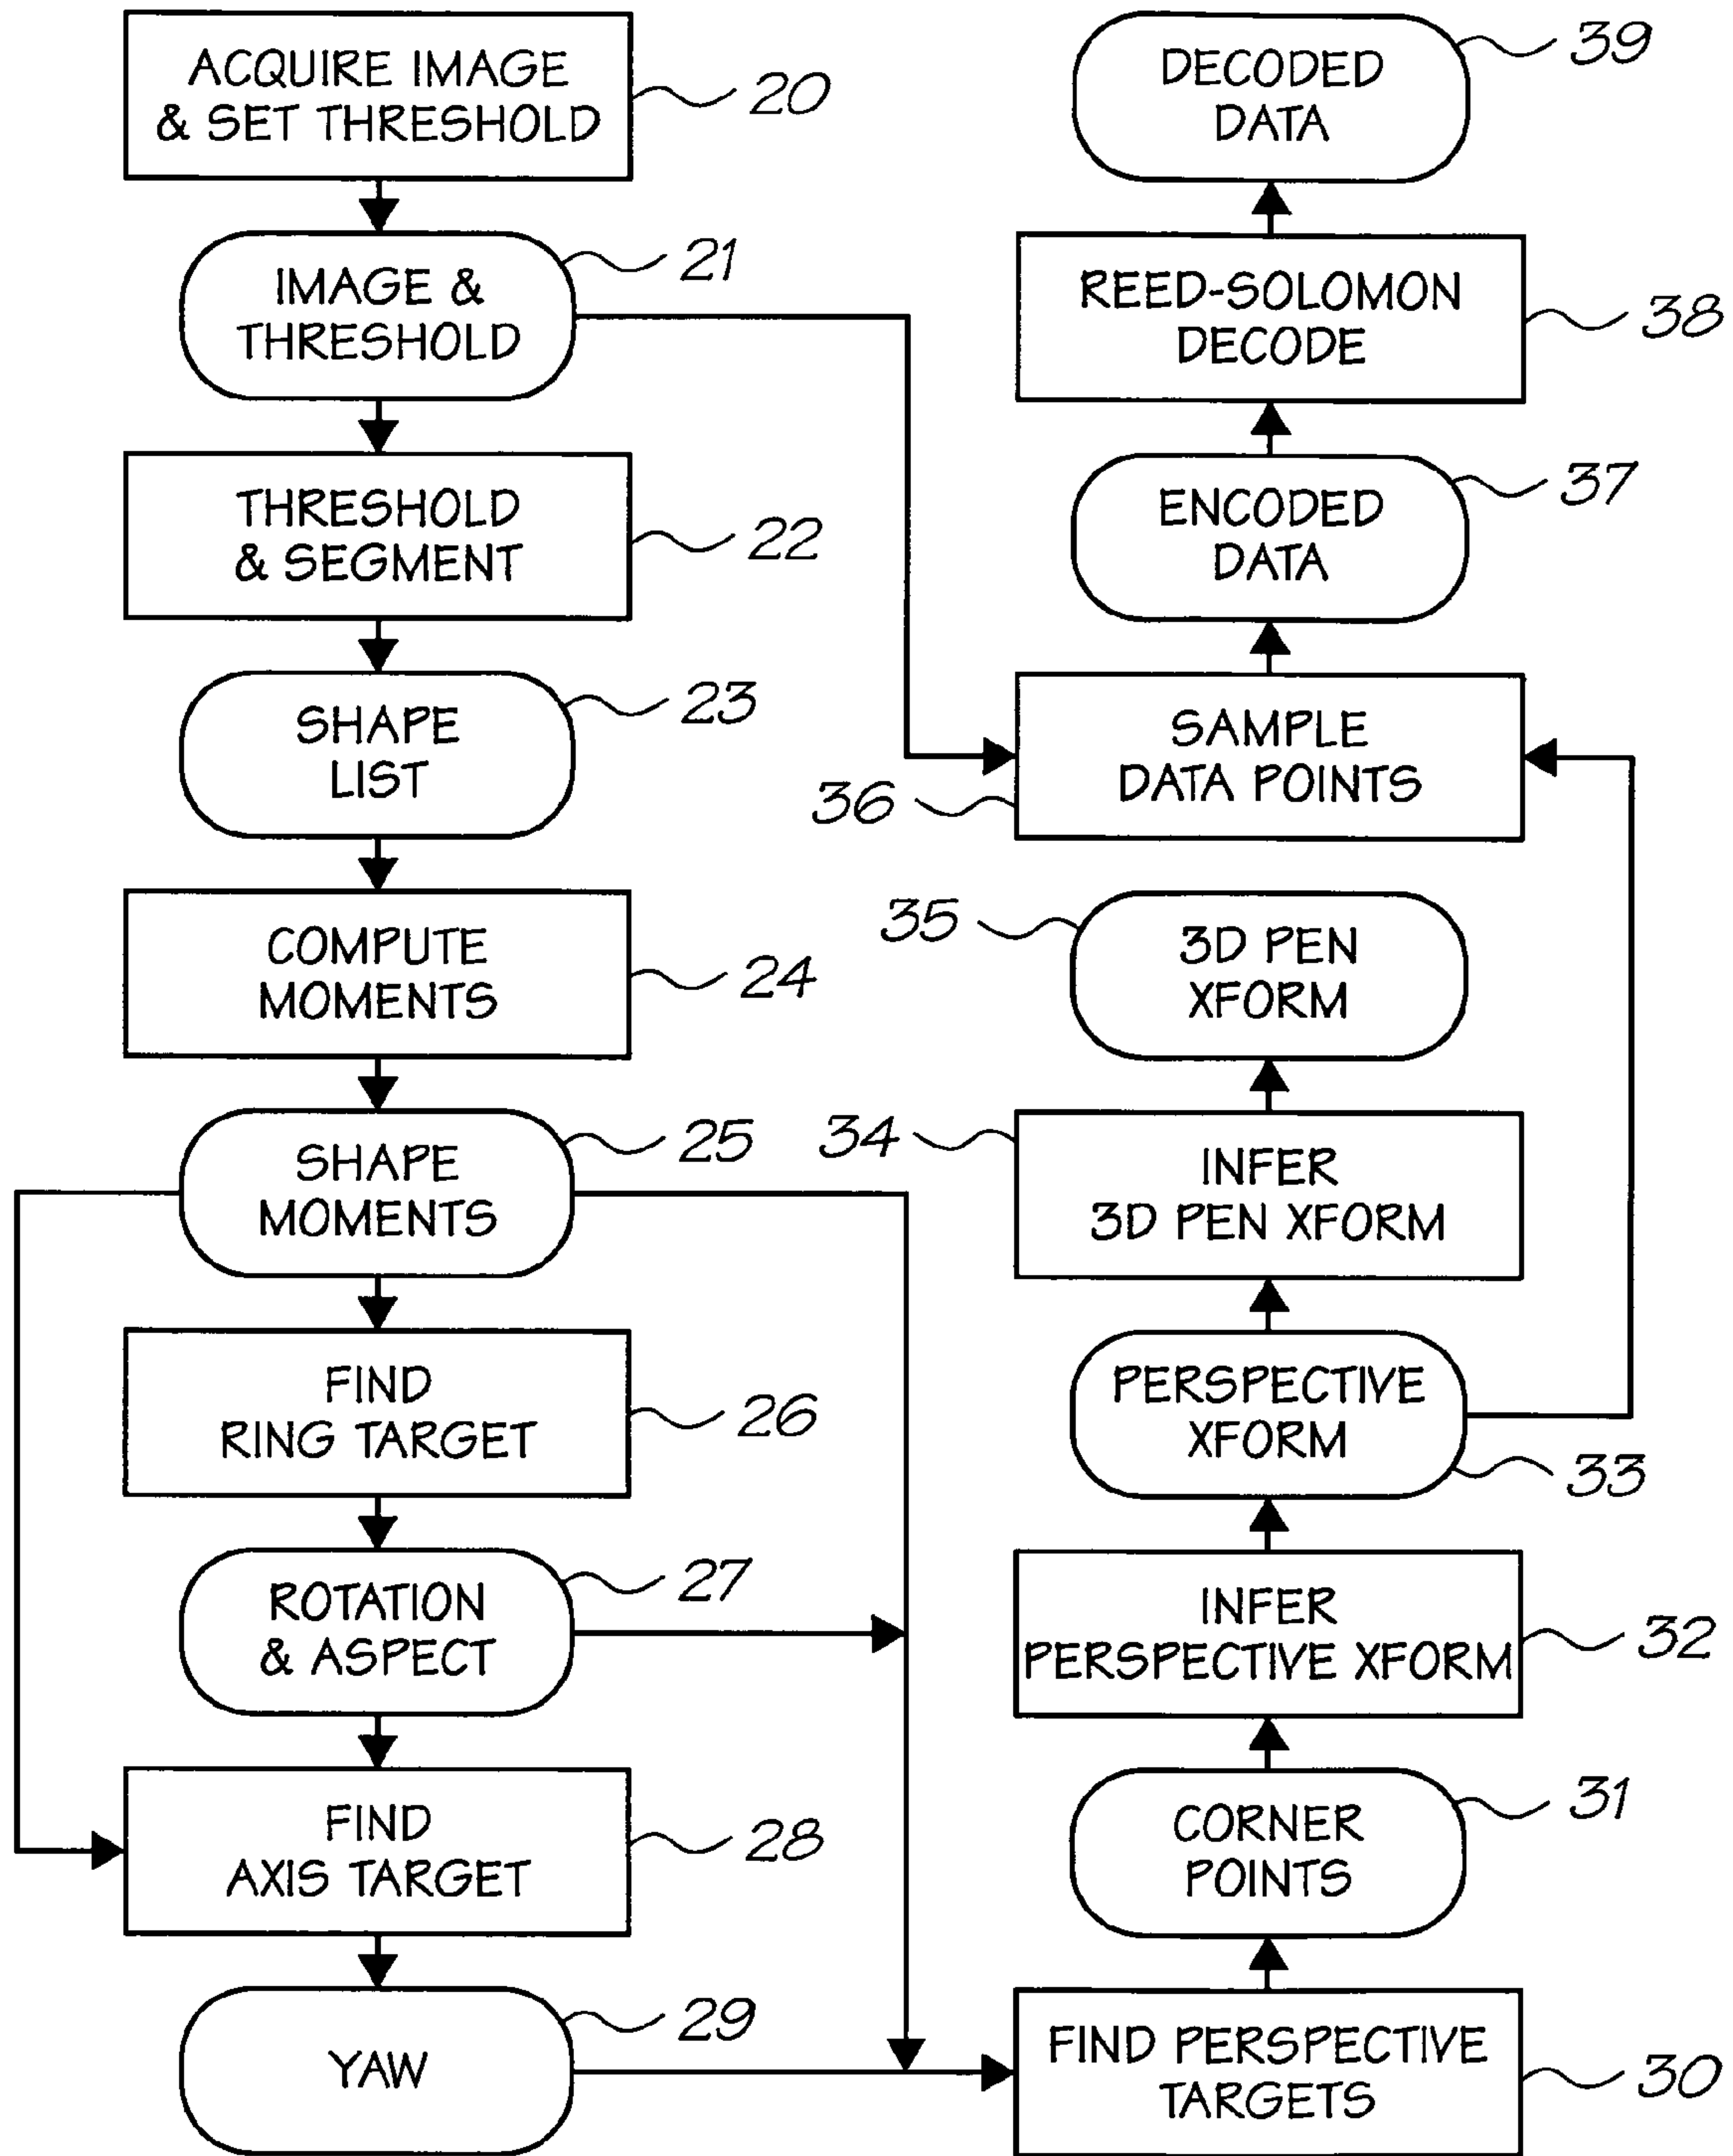 ACQUIRE IMAGE
& SET THRESHOLD
20
IMAGE &
THRESHOLD
21
THRESHOLD
& SEGMENT
22
SHAPE
LIST
23
COMPUTE
MOMENTS
24
SHAPE
MOMENTS
25
FIND
RING TARGET
26
ROTATION
& ASPECT
27
FIND
AXIS TARGET
28
YAW
29
DECODED
DATA
39
REED-SOLOMON
DECODE
38
ENCODED
DATA
37
SAMPLE
DATA POINTS
36
3D PEN
XFORM
35
INFER
3D PEN XFORM
34
PERSPECTIVE
XFORM
33
INFER
PERSPECTIVE XFORM
32
CORNER
POINTS
31
FIND PERSPECTIVE
TARGETS
30